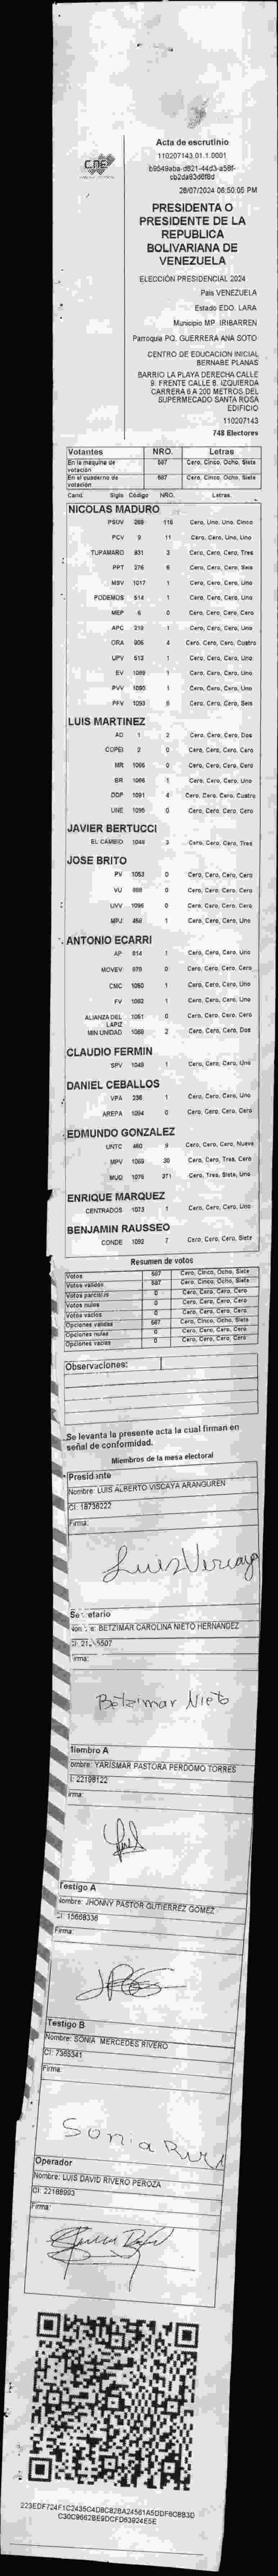 CNE
Acta de escrutinio
110207143.01.1.0001
28/07/2024 06:50:05 PM
PRESIDENTA O
PRESIDENTE DE LA
REPUBLICA
BOLIVARIANA DE
VENEZUELA
ELECCIÓN PRESIDENCIAL 2024
País VENEZUELA
Estado EDO. LARA
Municipio MP. IRIBARREN
Parroquia PQ. GUERRERA ANA SOTO
CENTRO DE EDUCACION INICIAL
BERNABE PLANAS
BARRIO LA PLAYA DERECHA CALLE
9. FRENTE CALLE 8. IZQUIERDA
CARRERA 6 A 200 METROS DEL
SUPERMECADO SANTA ROSA
EDIFICIO
110207143
748 Electores
Votantes NRO. Letras
En la máquina de votación 587 Cero, Cinco, Ocho, Siete
En el cuaderno de votación 587 Cero, Cinco, Ocho, Siete
Cand. Sigla Código NRO. Letras
NICOLAS MADURO
PSUV 269 Cero, Uno, Uno, Cinco
PCV 9 11 Cero, Cero, Uno, Uno
TUPAMARO 831 3 Cero, Cero, Cero, Tres
PPT 276 6 Cero, Cero, Cero, Seis
MSV 1017 1 Cero, Cero, Cero, Uno
PODEMOS 514 1 Cero, Cero, Cero, Uno
MEP 6 0 Cero, Cero, Cero, Cero
APC 219 1 Cero, Cero, Cero, Uno
ORA 906 4 Cero, Cero, Cero, Cuatro
UPV 513 1 Cero, Cero, Cero, Uno
EV 1089 1 Cero, Cero, Cero, Uno
PVV 1090 1 Cero, Cero, Cero, Uno
PFV 1093 6 Cero, Cero, Cero, Seis
LUIS MARTINEZ
AD 1 2 Cero, Cero, Cero, Dos
COPEI 2 0 Cero, Cero, Cero, Cero
MR 1065 0 Cero, Cero, Cero, Cero
BR 1066 1 Cero, Cero, Cero, Uno
DDP 1091 4 Cero, Cero, Cero, Cuatro
UNE 1095 0 Cero, Cero, Cero, Cero
JAVIER BERTUCCI
EL CAMBIO 1048 3 Cero, Cero, Cero, Tres
JOSE BRITO
PV 1053 0 Cero, Cero, Cero, Cero
VU 0 Cero, Cero, Cero, Cero
UVV 1096 0 Cero, Cero, Cero, Cero
MPJ 458 1 Cero, Cero, Cero, Uno
ANTONIO ECARRI
AP 814 1 Cero, Cero, Cero, Uno
MOVEV 979 0 Cero, Cero, Cero, Cero
CMC 1050 1 Cero, Cero, Cero, Uno
FV 1082 1 Cero, Cero, Cero, Uno
ALIANZA DEL LAPIZ 1051 0 Cero, Cero, Cero, Cero
MIN UNIDAD 1069 2 Cero, Cero, Cero, Dos
CLAUDIO FERMIN
SPV 1049 1 Cero, Cero, Cero, Uno
DANIEL CEBALLOS
VPA 236 1 Cero, Cero, Cero, Uno
AREPA 1094 0 Cero, Cero, Cero, Cero
EDMUNDO GONZALEZ
UNTC 460 9 Cero, Cero, Cero, Nueve
MPV 1069 30 Cero, Cero, Tres, Cero
MUD 1076 371 Cero, Tres, Siete, Uno
ENRIQUE MARQUEZ
CENTRADOS 1073 1 Cero, Cero, Cero, Uno
BENJAMIN RAUSSEO
CONDE 1092 7 Cero, Cero, Cero, Siete
Resumen de votos
Votos 587 Cero, Cinco, Ocho, Siete
Votos válidos 587 Cero, Cinco, Ocho, Siete
Votos parciales 0 Cero, Cero, Cero, Cero
Votos nulos 0 Cero, Cero, Cero, Cero
Votos vacíos 0 Cero, Cero, Cero, Cero
Opciones válidas 587 Cero, Cinco, Ocho, Siete
Opciones nulas 0 Cero, Cero, Cero, Cero
Opciones vacías 0 Cero, Cero, Cero, Cero
Observaciones:
Se levanta la presente acta la cual firman en
señal de conformidad.
Miembros de la mesa electoral
Presidente
Nombre: LUIS ALBERTO VISCAYA ARANGUREN
CI: 18736222
Firma:
Luis Viscaya
Secretario
BETZIMAR CAROLINA NIETO HERNANDEZ
Firma:
Betzimar Nieto
Miembro A
Nombre: YARISMAR PASTORA PERDOMO TORRES
CI: 22198122
Firma:
Testigo A
Nombre: JHONNY PASTOR GUTIERREZ GOMEZ
CI: 15668336
Firma:
Testigo B
Nombre: SONIA MERCEDES RIVERO
CI: 7365341
Firma:
Sonia
Operador
Nombre: LUIS DAVID RIVERO PEROZA
CI: 22188993
Firma: